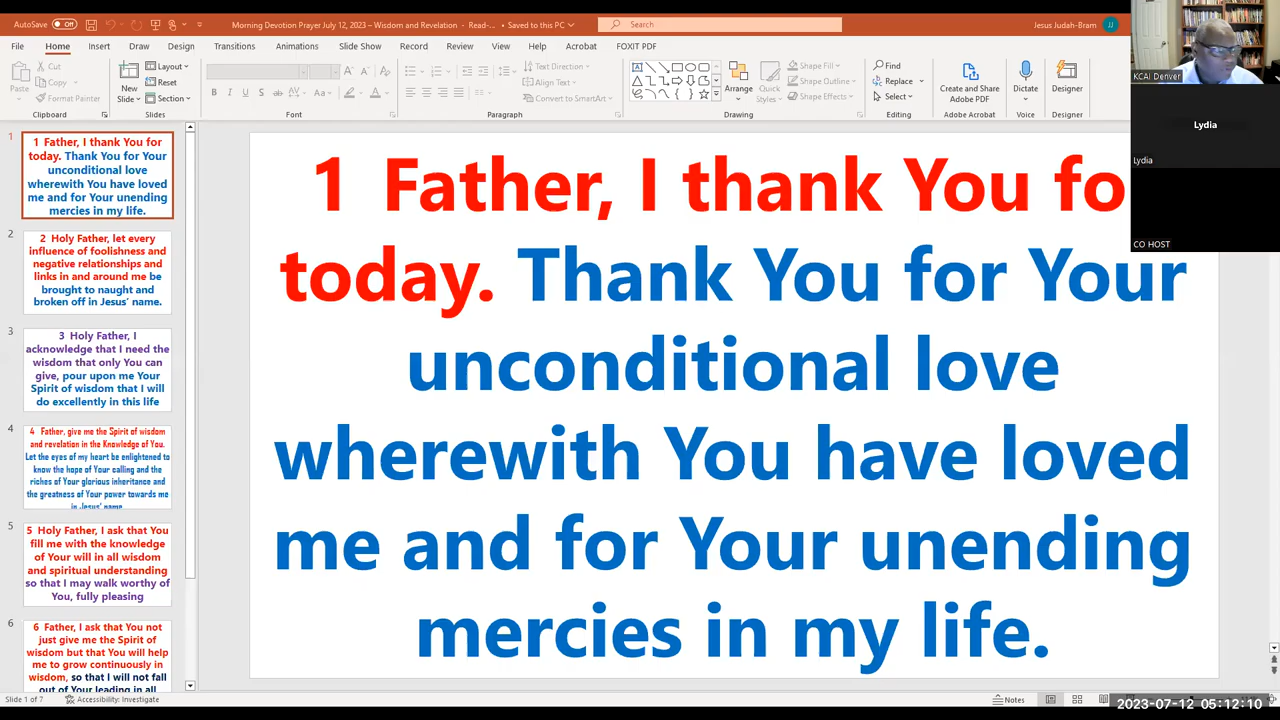 AutoSave Off Morning Devotion Prayer July 12, 2023 – Wisdom and Revelation - Read-... • Saved to this PC Search Jesus Judah-Bram JJ
File Home Insert Draw Design Transitions Animations Slide Show Record Review View Help Acrobat FOXIT PDF
Paste Cut Copy Format Painter
Clipboard
New Slide Layout Reset Section
Slides
B I U S ab AV Aa A
Font
Text Direction Align Text Convert to SmartArt
Paragraph
Arrange Quick Styles Shape Fill Shape Outline Shape Effects
Drawing
Find Replace Select
Editing
Create and Share Adobe PDF
Adobe Acrobat
Dictate
Voice
Designer
Designer
KCAI Denver
Lydia
Lydia
CO HOST
1
1 Father, I thank You for
today. Thank You for Your
unconditional love
wherewith You have loved
me and for Your unending
mercies in my life.
2
2 Holy Father, let every
influence of foolishness and
negative relationships and
links in and around me be
brought to naught and
broken off in Jesus' name.
3
3 Holy Father, I
acknowledge that I need the
wisdom that only You can
give, pour upon me Your
Spirit of wisdom that I will
do excellently in this life
4
4 Father, give me the Spirit of wisdom
and revelation in the Knowledge of You.
Let the eyes of my heart be enlightened to
know the hope of Your calling and the
riches of Your glorious inheritance and
the greatness of Your power towards me
in Jesus' name
5
5 Holy Father, I ask that You
fill me with the knowledge
of Your will in all wisdom
and spiritual understanding
so that I may walk worthy of
You, fully pleasing
6
6 Father, I ask that You not
just give me the Spirit of
wisdom but that You will help
me to grow continuously in
wisdom, so that I will not fall
out of Your leading in all
1 Father, I thank You fo
today. Thank You for Your
unconditional love
wherewith You have loved
me and for Your unending
mercies in my life.
Slide 1 of 7 Accessibility: Investigate Notes
2023-07-12 05:12:10